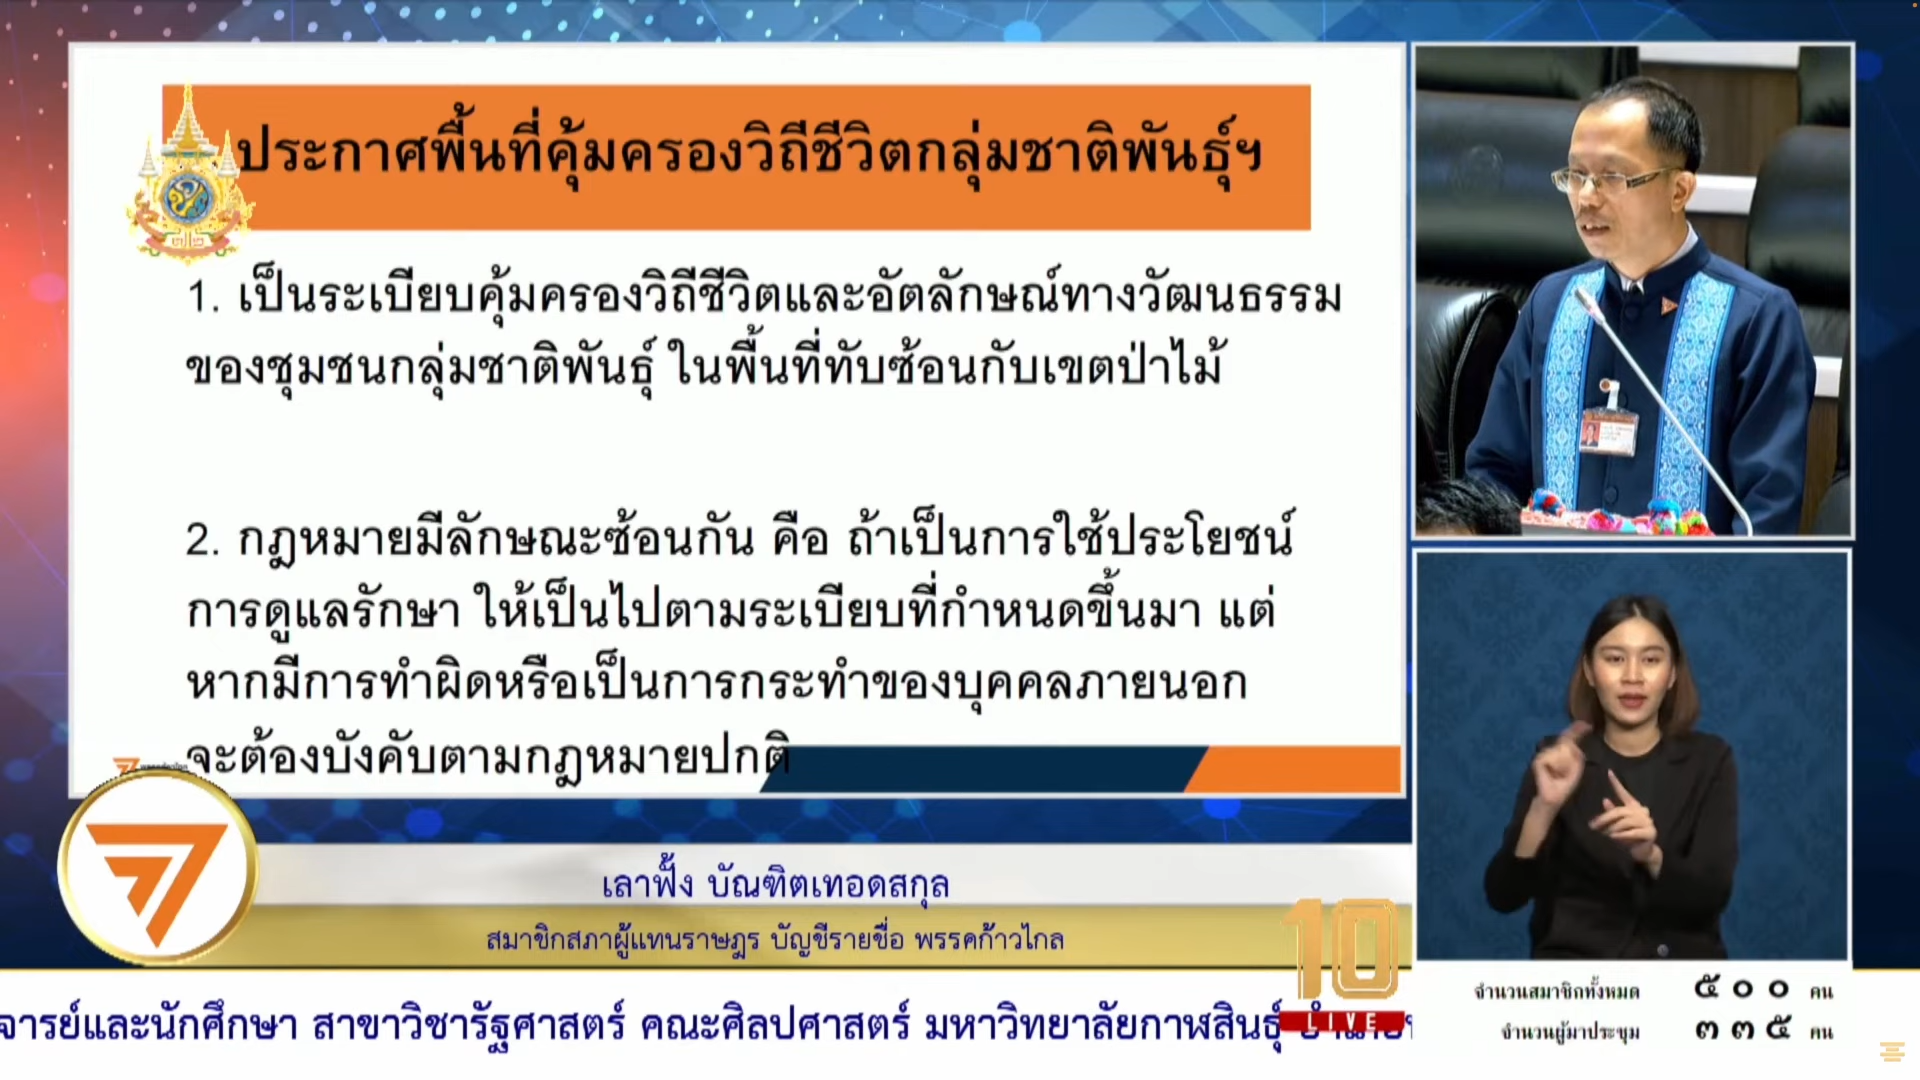 ประกาศพื้นที่คุ้มครองวิถีชีวิตกลุ่มชาติพันธุ์ฯ
๗๒
1. เป็นระเบียบคุ้มครองวิถีชีวิตและอัตลักษณ์ทางวัฒนธรรม
ของชุมชนกลุ่มชาติพันธุ์ ในพื้นที่ทับซ้อนกับเขตป่าไม้
2. กฎหมายมีลักษณะซ้อนกัน คือ ถ้าเป็นการใช้ประโยชน์
การดูแลรักษา ให้เป็นไปตามระเบียบที่กำหนดขึ้นมา แต่
หากมีการทำผิดหรือเป็นการกระทำของบุคคลภายนอก
จะต้องบังคับตามกฎหมายปกติ
เลาฟั้ง บัณฑิตเทอดสกุล
สมาชิกสภาผู้แทนราษฎร บัญชีรายชื่อ พรรคก้าวไกล
10
LIVE
จารย์และนักศึกษา สาขาวิชารัฐศาสตร์ คณะศิลปศาสตร์ มหาวิทยาลัยกาฬสินธุ์
จำนวนสมาชิกทั้งหมด ๕๐๐ คน
จำนวนผู้มาประชุม ๓๓๕ คน